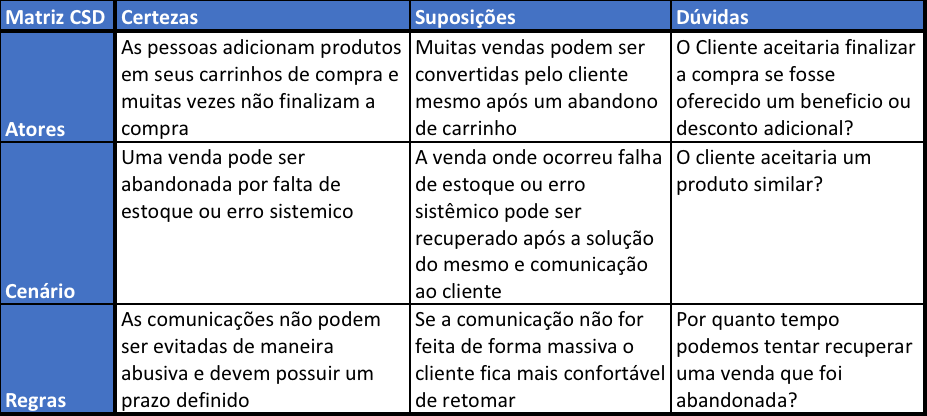 Matriz CSD
Certezas
Suposições
Dúvidas
Atores
As pessoas adicionam produtos
em seus carrinhos de compra e
muitas vezes não finalizam a
compra
Muitas vendas podem ser
convertidas pelo cliente
mesmo após um abandono
de carrinho
O Cliente aceitaria finalizar
a compra se fosse
oferecido um beneficio ou
desconto adicional?
Cenário
Uma venda pode ser
abandonada por falta de
estoque ou erro sistemico
A venda onde ocorreu falha
de estoque ou erro
sistêmico pode ser
recuperado após a solução
do mesmo e comunicação
ao cliente
O cliente aceitaria um
produto similar?
Regras
As comunicações não podem
ser evitadas de maneira
abusiva e devem possuir um
prazo definido
Se a comunicação não for
feita de forma massiva o
cliente fica mais confortável
de retomar
Por quanto tempo
podemos tentar recuperar
uma venda que foi
abandonada?